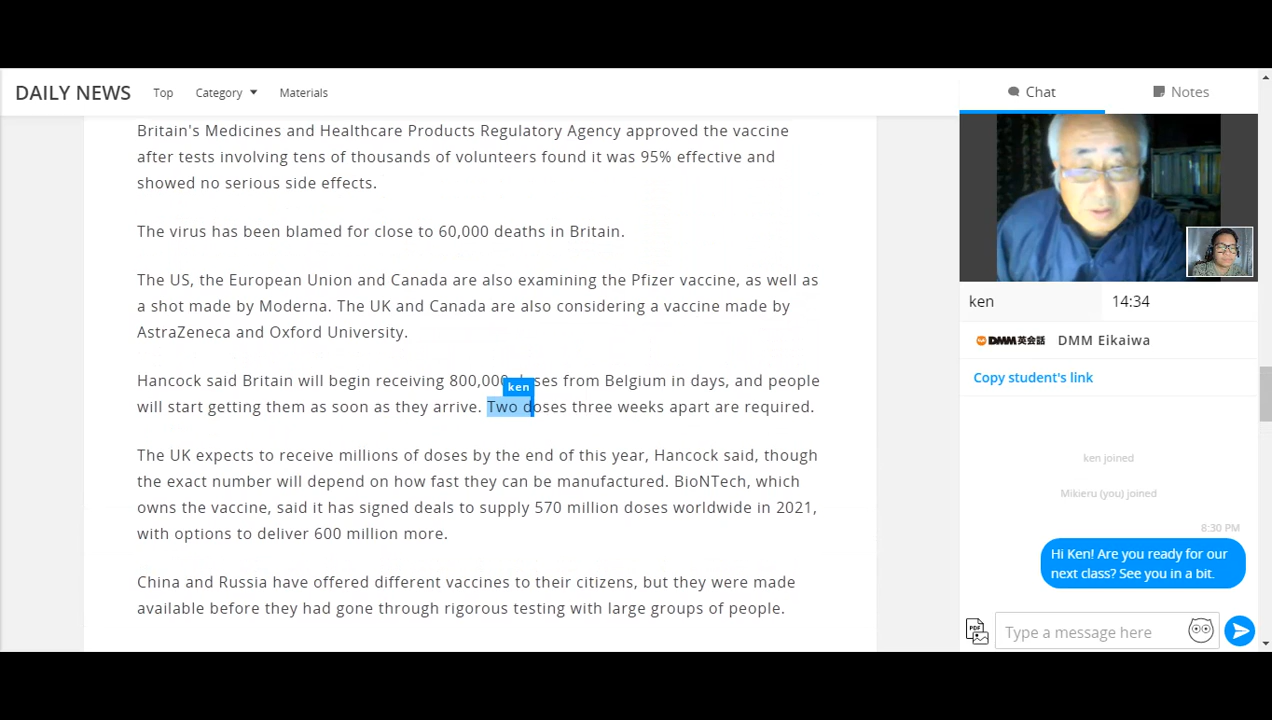 DAILY NEWS Top Category Materials
Chat Notes
Britain's Medicines and Healthcare Products Regulatory Agency approved the vaccine
after tests involving tens of thousands of volunteers found it was 95% effective and
showed no serious side effects.
The virus has been blamed for close to 60,000 deaths in Britain.
The US, the European Union and Canada are also examining the Pfizer vaccine, as well as
a shot made by Moderna. The UK and Canada are also considering a vaccine made by
AstraZeneca and Oxford University.
Hancock said Britain will begin receiving 800,000 doses from Belgium in days, and people
ken
will start getting them as soon as they arrive. Two doses three weeks apart are required.
The UK expects to receive millions of doses by the end of this year, Hancock said, though
the exact number will depend on how fast they can be manufactured. BioNTech, which
owns the vaccine, said it has signed deals to supply 570 million doses worldwide in 2021,
with options to deliver 600 million more.
China and Russia have offered different vaccines to their citizens, but they were made
available before they had gone through rigorous testing with large groups of people.
ken 14:34
DMM英会話 DMM Eikaiwa
Copy student's link
ken joined
Mikieru (you) joined
8:30 PM
Hi Ken! Are you ready for our
next class? See you in a bit.
PDF Type a message here